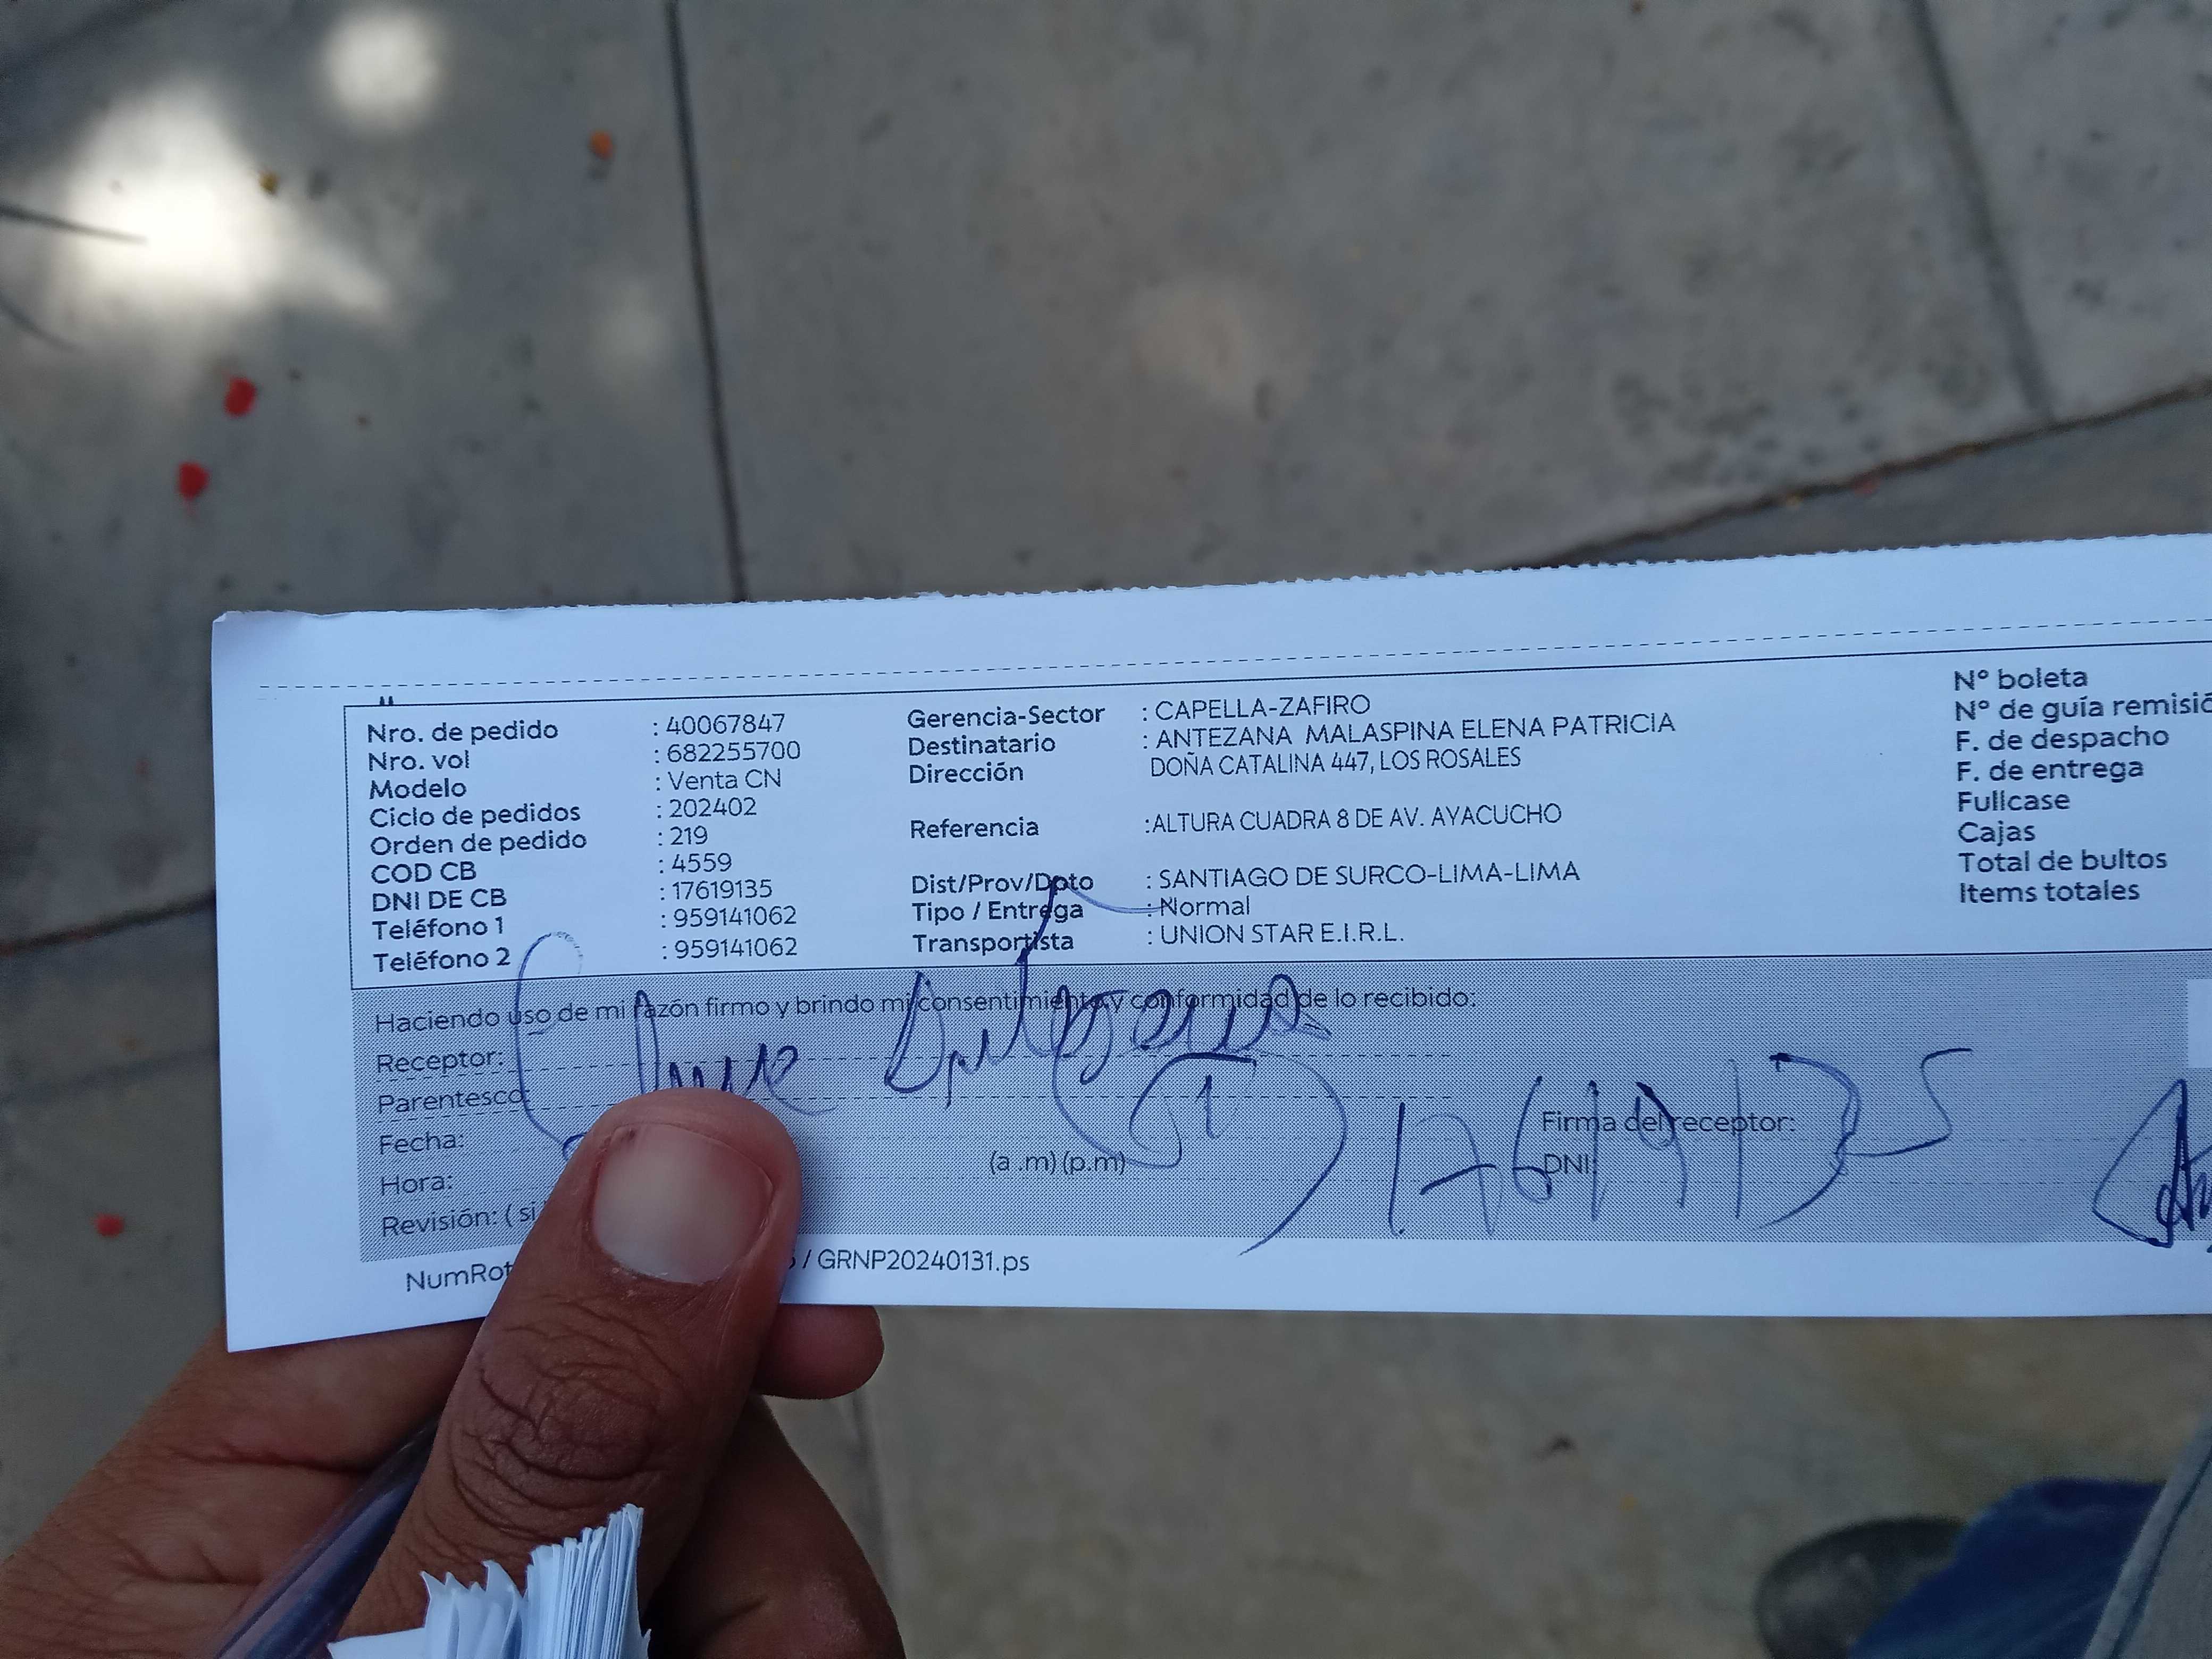 Nro. de pedido : 40067847
Nro. vol : 682255700
Modelo : Venta CN
Ciclo de pedidos : 202402
Orden de pedido : 219
COD CB : 4559
DNI DE CB : 17619135
Teléfono 1 : 959141062
Teléfono 2 : 959141062
Gerencia-Sector : CAPELLA-ZAFIRO
Destinatario : ANTEZANA MALASPINA ELENA PATRICIA
Dirección DOÑA CATALINA 447, LOS ROSALES
Referencia :ALTURA CUADRA 8 DE AV. AYACUCHO
Dist/Prov/Dpto : SANTIAGO DE SURCO-LIMA-LIMA
Tipo / Entrega : Normal
Transportista : UNION STAR E.I.R.L.
N° boleta
N° de guía remisió
F. de despacho
F. de entrega
Fullcase
Cajas
Total de bultos
Items totales
Haciendo uso de mi razón firmo y brindo mi consentimiento y conformidad de lo recibido:
Receptor:
Parentesco:
Fecha:
Hora: (a .m) (p.m)
Revisión: ( si
Firma del receptor:
DNI:
17619135
NumRot / GRNP20240131.ps